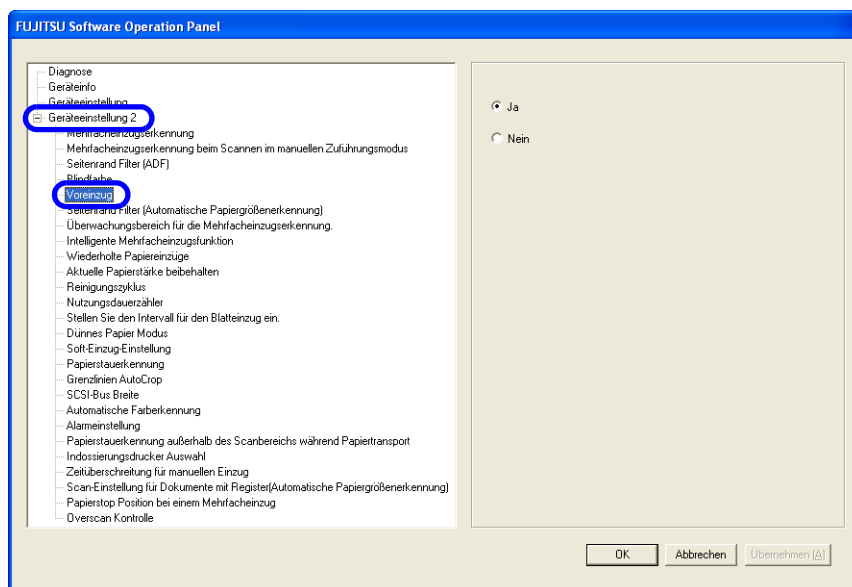 FUJITSU Software Operation Panel
Diagnose
Geräteinfo
Geräteeinstellung
Geräteeinstellung 2
Mehrfacheinzugserkennung
Mehrfacheinzugserkennung beim Scannen im manuellen Zuführungsmodus
Seitenrand Filter (ADF)
Blindfarbe
Voreinzug
Seitenrand Filter (Automatische Papiergrößenerkennung)
Überwachungsbereich für die Mehrfacheinzugserkennung.
Intelligente Mehrfacheinzugsfunktion
Wiederholte Papiereinzüge
Aktuelle Papierstärke beibehalten
Reinigungszyklus
Nutzungsdauerzähler
Stellen Sie den Intervall für den Blatteinzug ein.
Dünnes Papier Modus
Soft-Einzug-Einstellung
Papierstauerkennung
Grenzlinien AutoCrop
SCSI-Bus Breite
Automatische Farberkennung
Alarmeinstellung
Papierstauerkennung außerhalb des Scanbereichs während Papiertransport
Indossierungsdrucker Auswahl
Zeitüberschreitung für manuellen Einzug
Scan-Einstellung für Dokumente mit Register(Automatische Papiergrößenerkennung)
Papierstop Position bei einem Mehrfacheinzug
Overscan Kontrolle
Ja
Nein
OK Abbrechen Übernehmen (A)